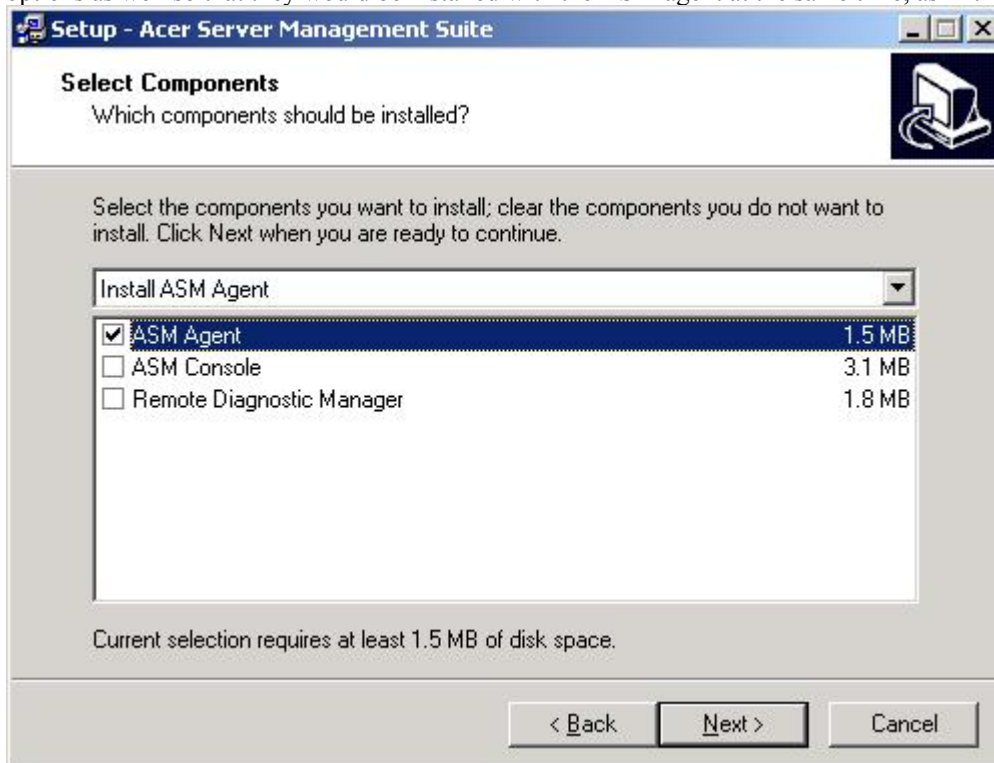 Setup - Acer Server Management Suite
Select Components
Which components should be installed?
Select the components you want to install; clear the components you do not want to
install. Click Next when you are ready to continue.
Install ASM Agent
ASM Agent 1.5 MB
ASM Console 3.1 MB
Remote Diagnostic Manager 1.8 MB
Current selection requires at least 1.5 MB of disk space.
< Back Next > Cancel